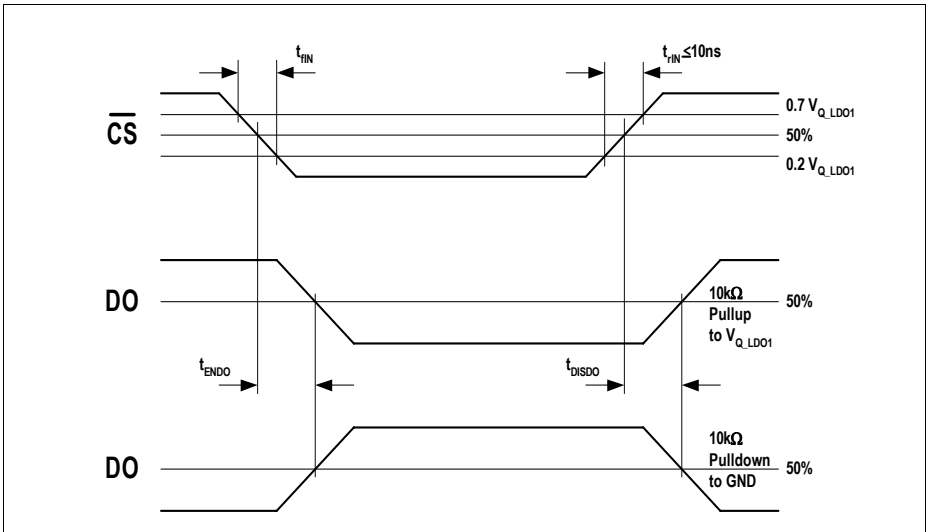 tfIN
trIN≤10ns
CS
0.7 VQ_LDO1
50%
0.2 VQ_LDO1
DO
10kΩ
Pullup
to VQ_LDO1
50%
tENDO
tDISDO
DO
10kΩ
Pulldown
to GND
50%